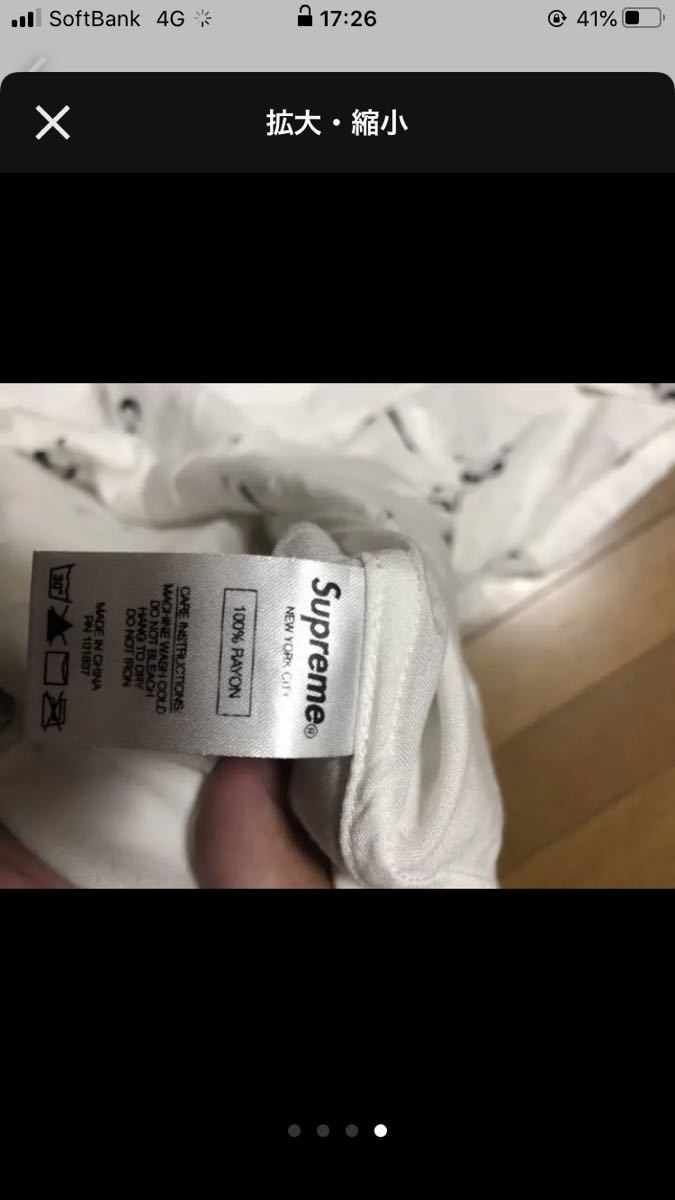 SoftBank 4G 17:26 41%
拡大・縮小
Supreme®
NEW YORK CITY
100% RAYON
CARE INSTRUCTIONS:
MACHINE WASH COLD
DO NOT BLEACH
HANG TO DRY
DO NOT IRON
MADE IN CHINA
RN 101837
30°